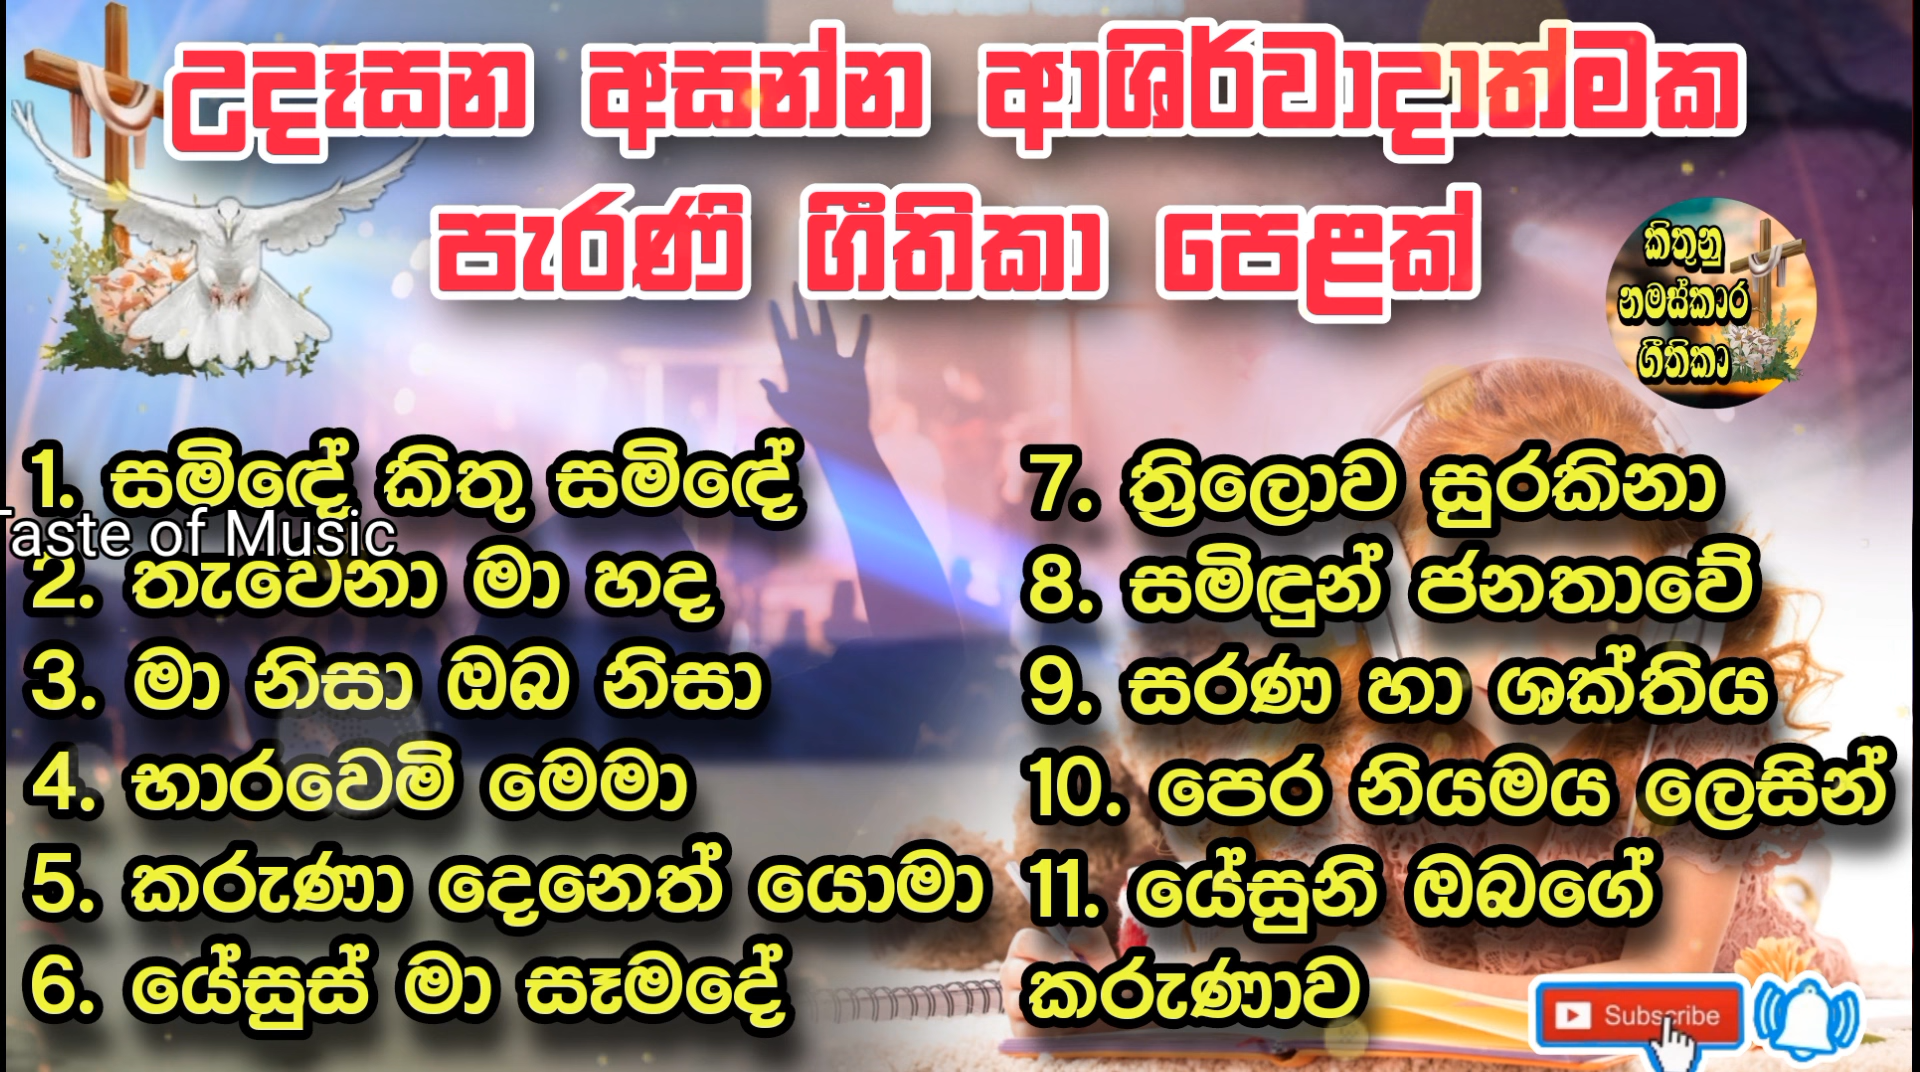 උදෑසන අසන්න ආශිර්වාදාත්මක
පැරණි ගීතිකා පෙළක්
කිතුනු
නමස්කාර
ගීතිකා
1. සමිඳේ කිතු සමිඳේ
Taste of Music
2. තැවෙනා මා හද
3. මා නිසා ඔබ නිසා
4. භාරවෙමි මෙමා
5. කරුණා දෙනෙත් යොමා
6. යේසුස් මා සෑමදේ
7. ත්‍රිලොව සුරකිනා
8. සමිඳුන් ජනතාවේ
9. සරණ හා ශක්තිය
10. පෙර නියමය ලෙසින්
11. යේසුනි ඔබගේ
කරුණාව
Subscribe